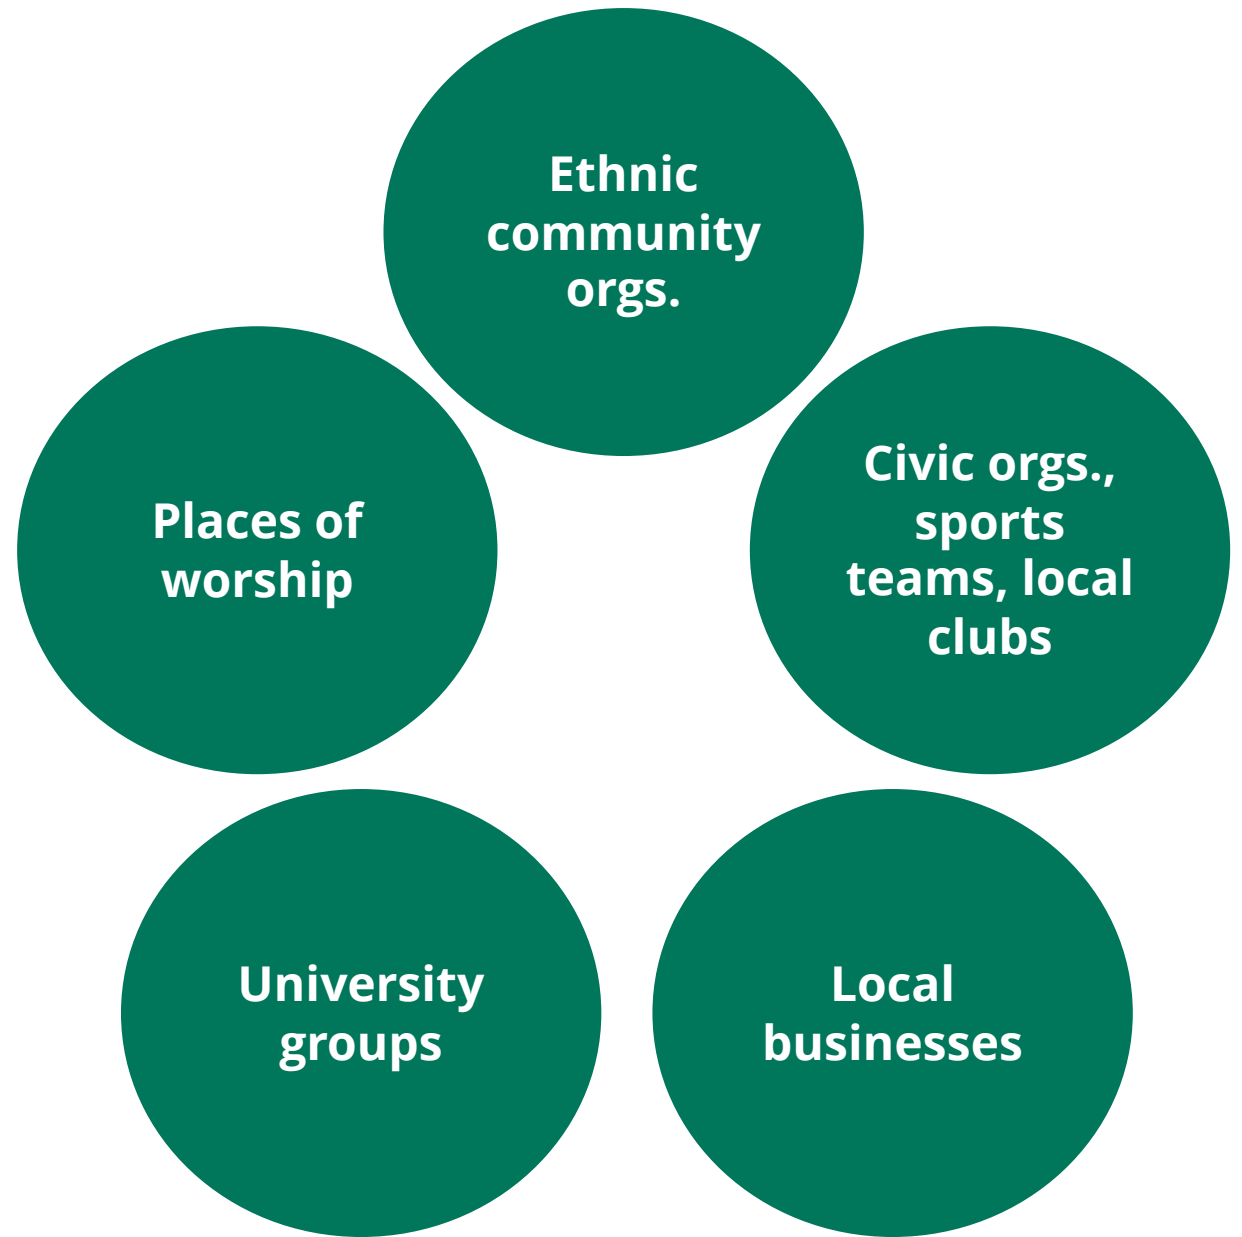 Ethnic
community
orgs.
Civic orgs.,
sports
teams, local
clubs
Places of
worship
University
groups
Local
businesses